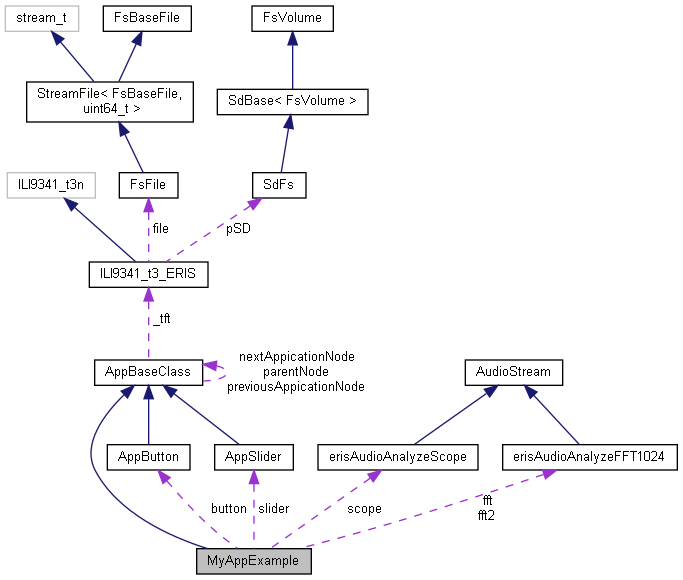 stream_t
FsBaseFile
FsVolume
StreamFile< FsBaseFile,
uint64_t >
SdBase< FsVolume >
ILI9341_t3n
FsFile
SdFs
file
pSD
ILI9341_t3_ERIS
_tft
nextAppicationNode
parentNode
previousAppicationNode
AppBaseClass
AudioStream
AppButton
AppSlider
erisAudioAnalyzeScope
erisAudioAnalyzeFFT1024
button
slider
scope
fft
fft2
MyAppExample